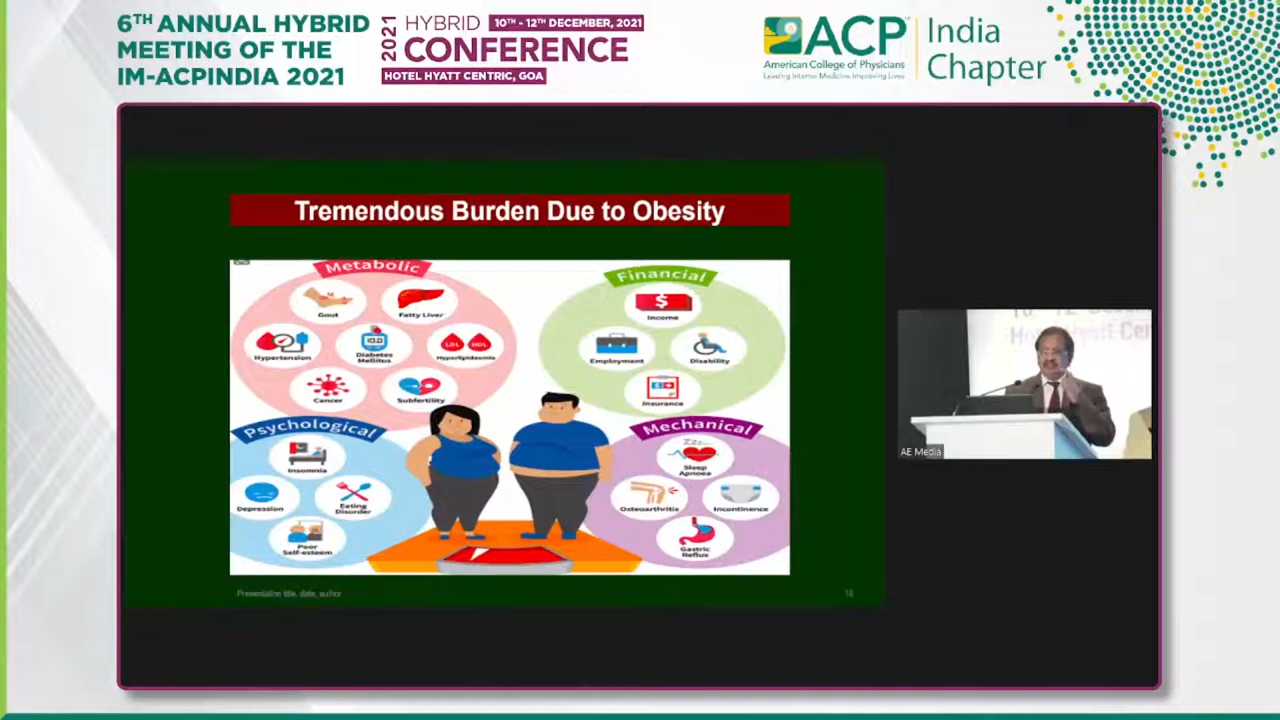 6TH ANNUAL HYBRID
MEETING OF THE
IM-ACPINDIA 2021
2021
HYBRID
10TH - 12TH DECEMBER, 2021
CONFERENCE
HOTEL HYATT CENTRIC, GOA
ACP
American College of Physicians
Leading Internal Medicine, Improving Lives
India
Chapter
Tremendous Burden Due to Obesity
Metabolic
Gout
Fatty Liver
Hypertension
Diabetes
Mellitus
LDL HDL
Hyperlipidaemia
Cancer
Subfertility
Financial
$
Income
Employment
Disability
Insurance
Psychological
Insomnia
Depression
Eating
Disorder
Poor
Self-esteem
Mechanical
Sleep
Apnoea
Osteoarthritis
Incontinence
Gastric
Reflux
Presentation title, date, author
AE Media